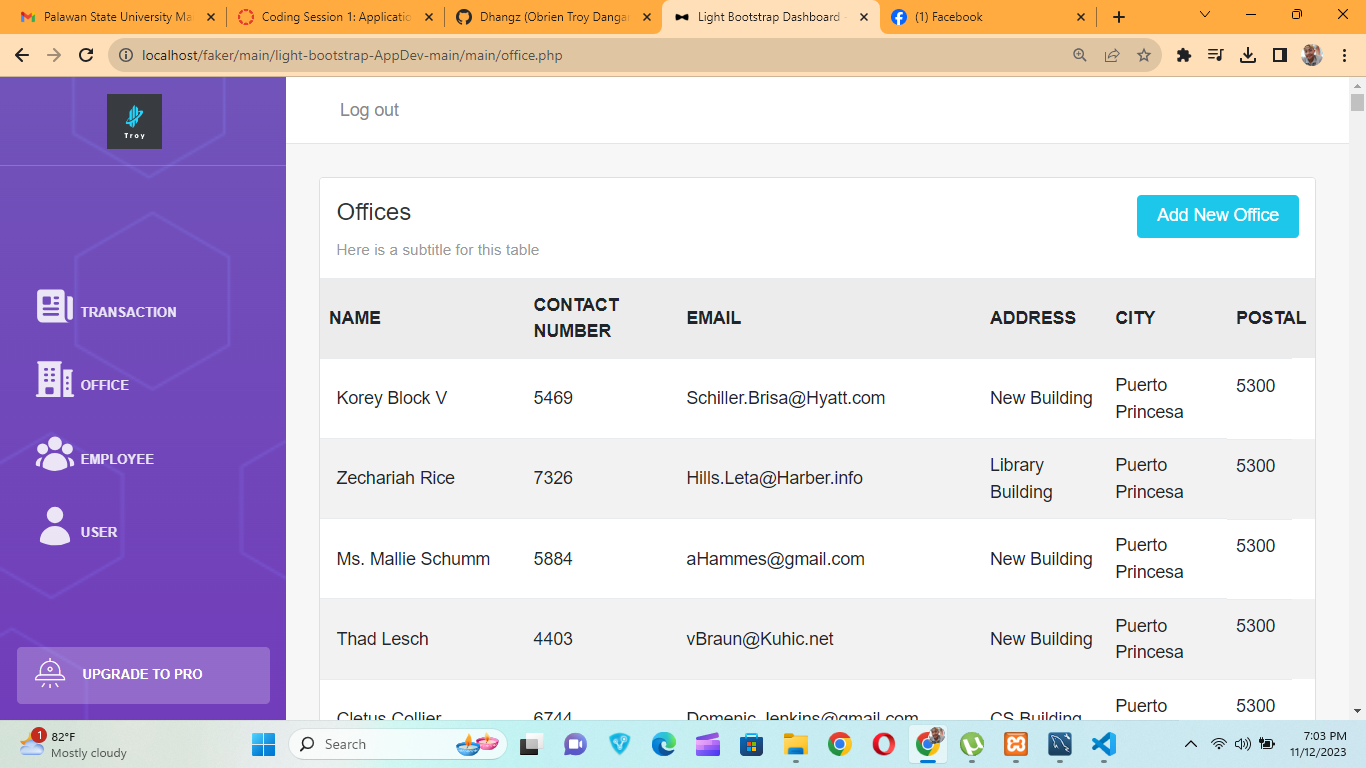 Palawan State University Ma
Coding Session 1: Applicatio
Dhangz (Obrien Troy Dangan
Light Bootstrap Dashboard -
(1) Facebook
localhost/faker/main/light-bootstrap-AppDev-main/main/office.php
Troy
Log out
TRANSACTION
OFFICE
EMPLOYEE
USER
UPGRADE TO PRO
Offices
Add New Office
Here is a subtitle for this table
NAME CONTACT NUMBER EMAIL ADDRESS CITY POSTAL
Korey Block V 5469 Schiller.Brisa@Hyatt.com New Building Puerto Princesa 5300
Zechariah Rice 7326 Hills.Leta@Harber.info Library Building Puerto Princesa 5300
Ms. Mallie Schumm 5884 aHammes@gmail.com New Building Puerto Princesa 5300
Thad Lesch 4403 vBraun@Kuhic.net New Building Puerto Princesa 5300
Cletus Collier 6744 Domenic.Jenkins@gmail.com CS Building Puerto 5300
1
82°F
Mostly cloudy
Search
7:03 PM
11/12/2023